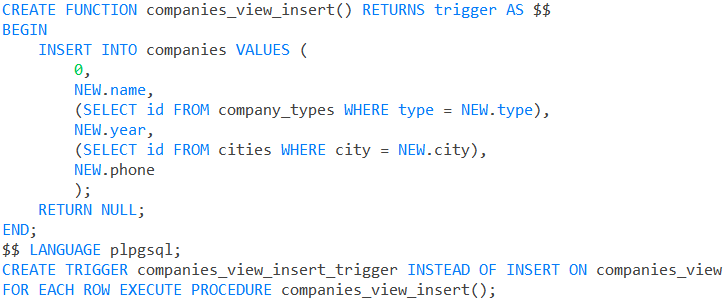 CREATE FUNCTION companies_view_insert() RETURNS trigger AS $$
BEGIN
    INSERT INTO companies VALUES (
        0,
        NEW.name,
        (SELECT id FROM company_types WHERE type = NEW.type),
        NEW.year,
        (SELECT id FROM cities WHERE city = NEW.city),
        NEW.phone
        );
    RETURN NULL;
END;
$$ LANGUAGE plpgsql;
CREATE TRIGGER companies_view_insert_trigger INSTEAD OF INSERT ON companies_view
FOR EACH ROW EXECUTE PROCEDURE companies_view_insert();